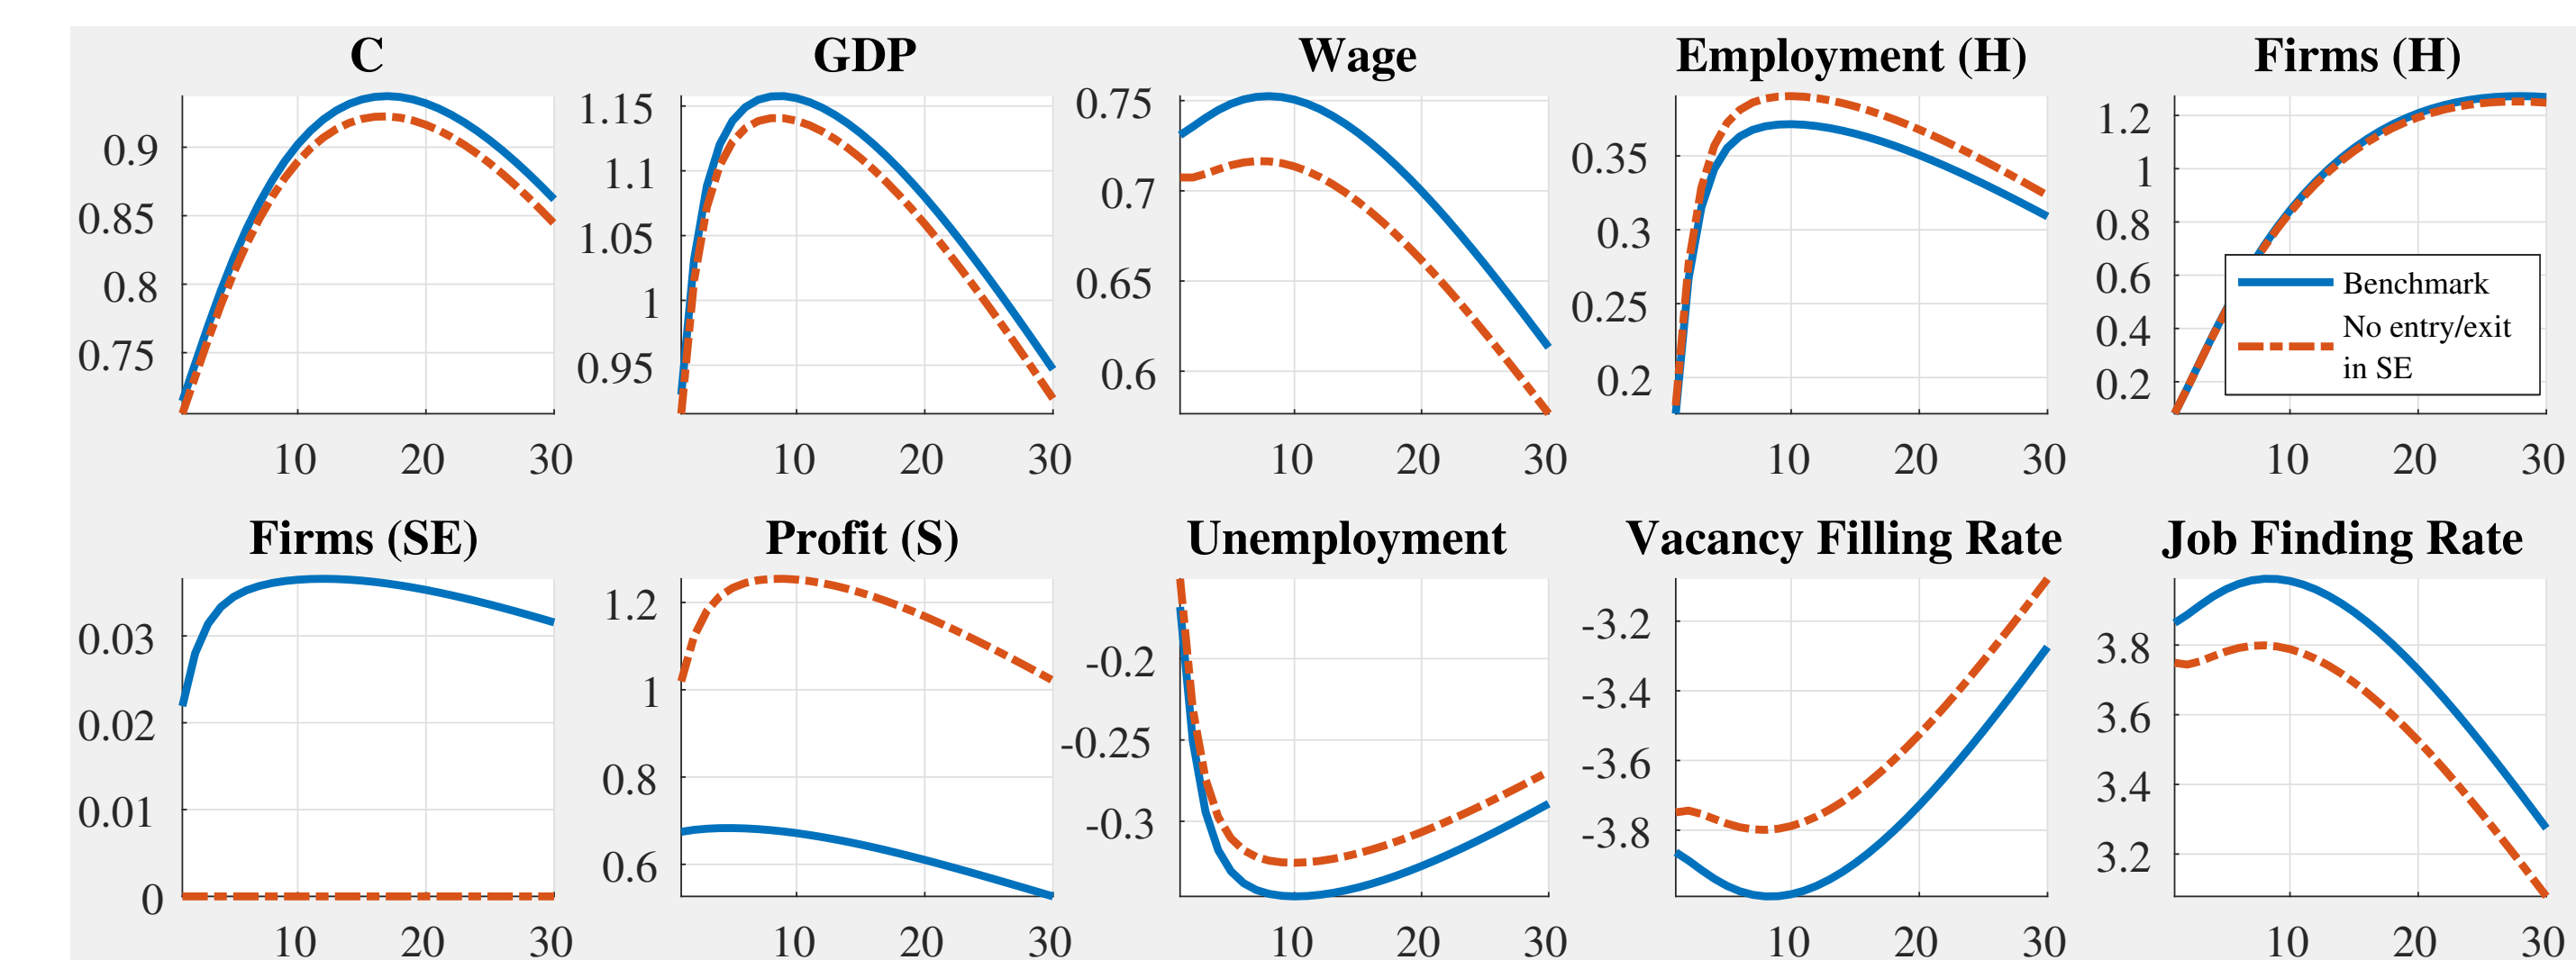 C GDP Wage Employment (H) Firms (H)
0.9
0.85
0.8
0.75
10 20 30
1.15
1.1
1.05
1
0.95
10 20 30
0.75
0.7
0.65
0.6
10 20 30
0.35
0.3
0.25
0.2
10 20 30
1.2
1
0.8
0.6
0.4
0.2
10 20 30
Benchmark
No entry/exit
in SE
Firms (SE) Profit (S) Unemployment Vacancy Filling Rate Job Finding Rate
0.03
0.02
0.01
0
10 20 30
1.2
1
0.8
0.6
10 20 30
-0.2
-0.25
-0.3
10 20 30
-3.2
-3.4
-3.6
-3.8
10 20 30
3.8
3.6
3.4
3.2
10 20 30